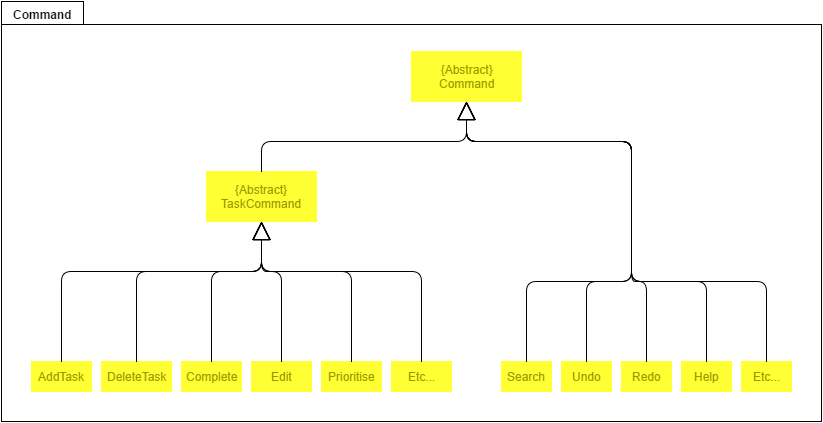 Command
{Abstract}
Command
{Abstract}
TaskCommand
AddTask
DeleteTask
Complete
Edit
Prioritise
Etc...
Search
Undo
Redo
Help
Etc...